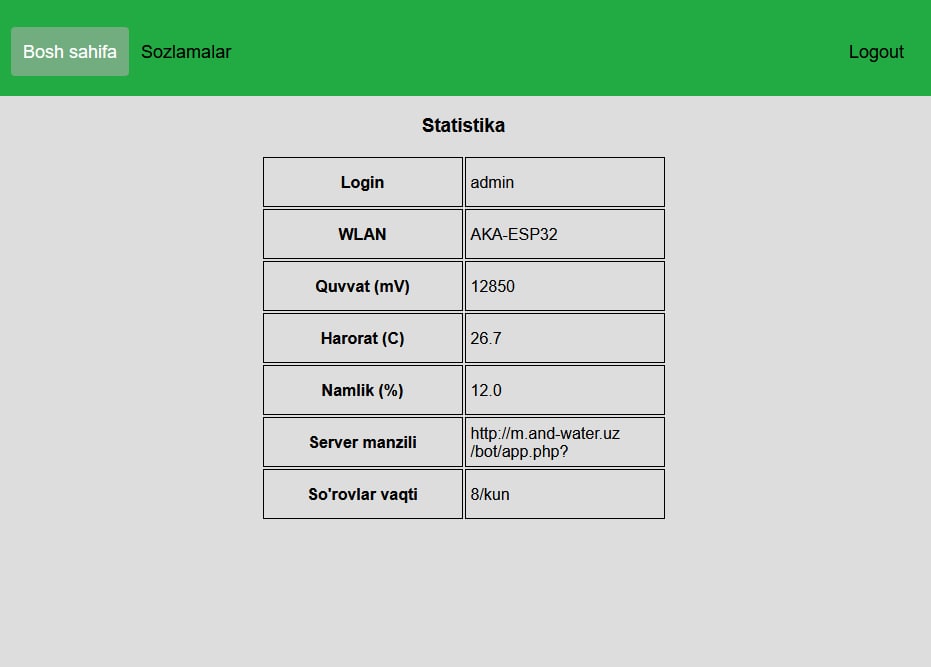 Bosh sahifa Sozlamalar Logout
Statistika
Login admin
WLAN AKA-ESP32
Quvvat (mV) 12850
Harorat (C) 26.7
Namlik (%) 12.0
Server manzili http://m.and-water.uz
/bot/app.php?
So'rovlar vaqti 8/kun